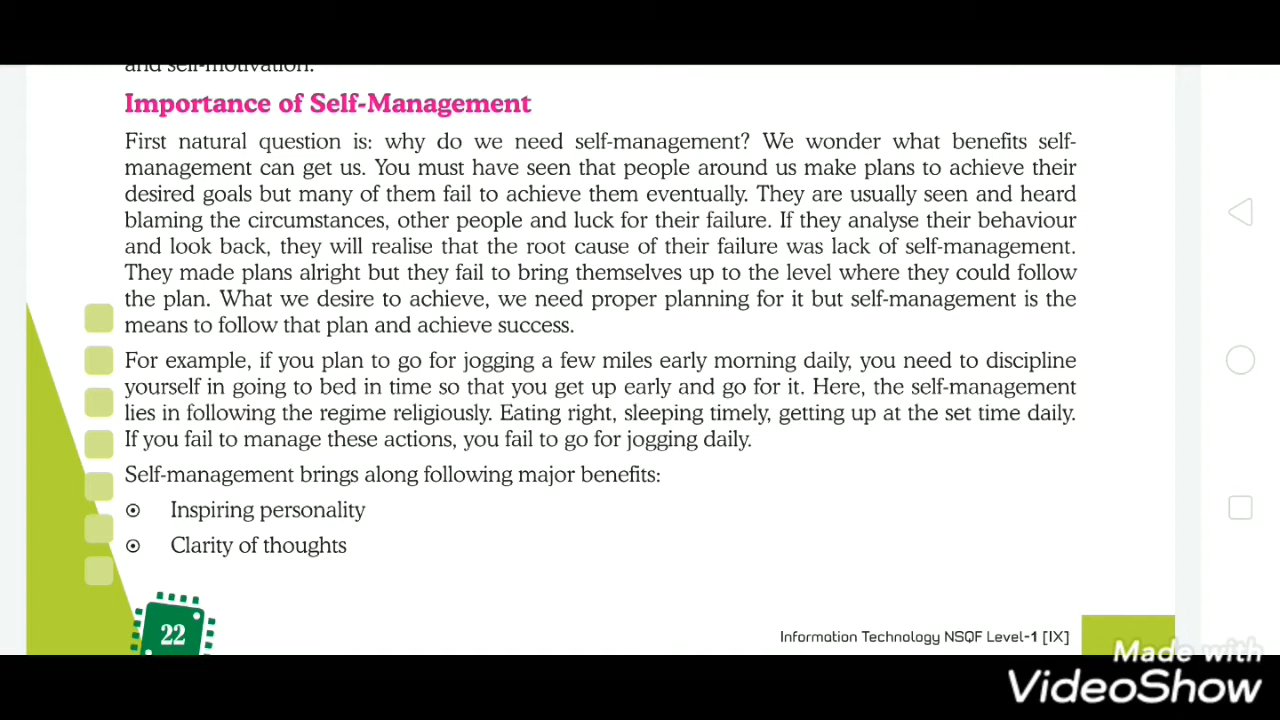 and self-motivation.
Importance of Self-Management
First natural question is: why do we need self-management? We wonder what benefits self-
management can get us. You must have seen that people around us make plans to achieve their
desired goals but many of them fail to achieve them eventually. They are usually seen and heard
blaming the circumstances, other people and luck for their failure. If they analyse their behaviour
and look back, they will realise that the root cause of their failure was lack of self-management.
They made plans alright but they fail to bring themselves up to the level where they could follow
the plan. What we desire to achieve, we need proper planning for it but self-management is the
means to follow that plan and achieve success.
For example, if you plan to go for jogging a few miles early morning daily, you need to discipline
yourself in going to bed in time so that you get up early and go for it. Here, the self-management
lies in following the regime religiously. Eating right, sleeping timely, getting up at the set time daily.
If you fail to manage these actions, you fail to go for jogging daily.
Self-management brings along following major benefits:
Inspiring personality
Clarity of thoughts
22
Information Technology NSQF Level-1 [IX]
Made with
VideoShow